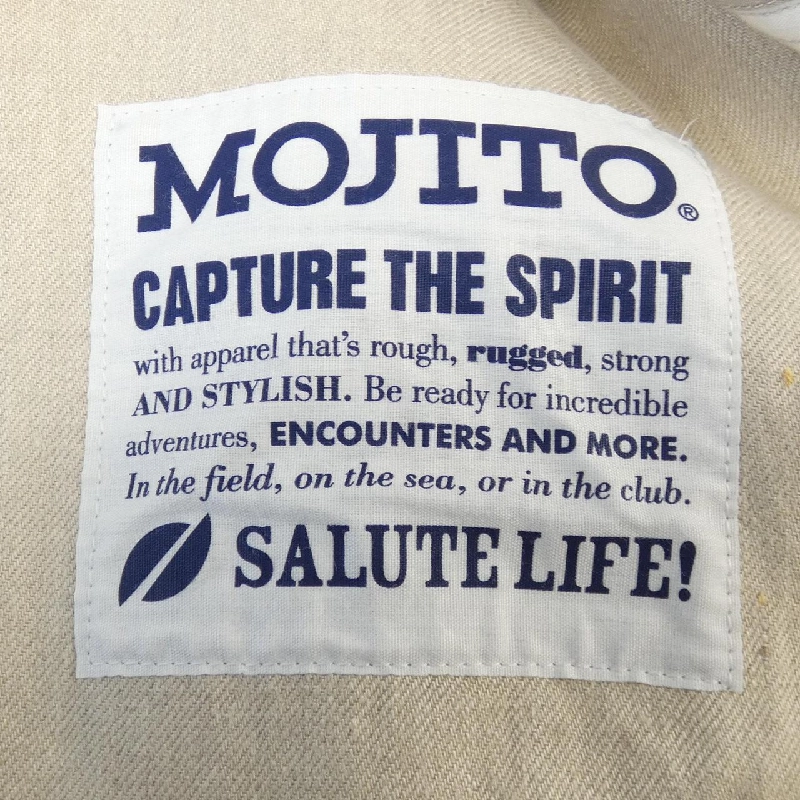 MOJITO®
CAPTURE THE SPIRIT
with apparel that's rough, rugged, strong
AND STYLISH. Be ready for incredible
adventures, ENCOUNTERS AND MORE.
In the field, on the sea, or in the club.
SALUTE LIFE!